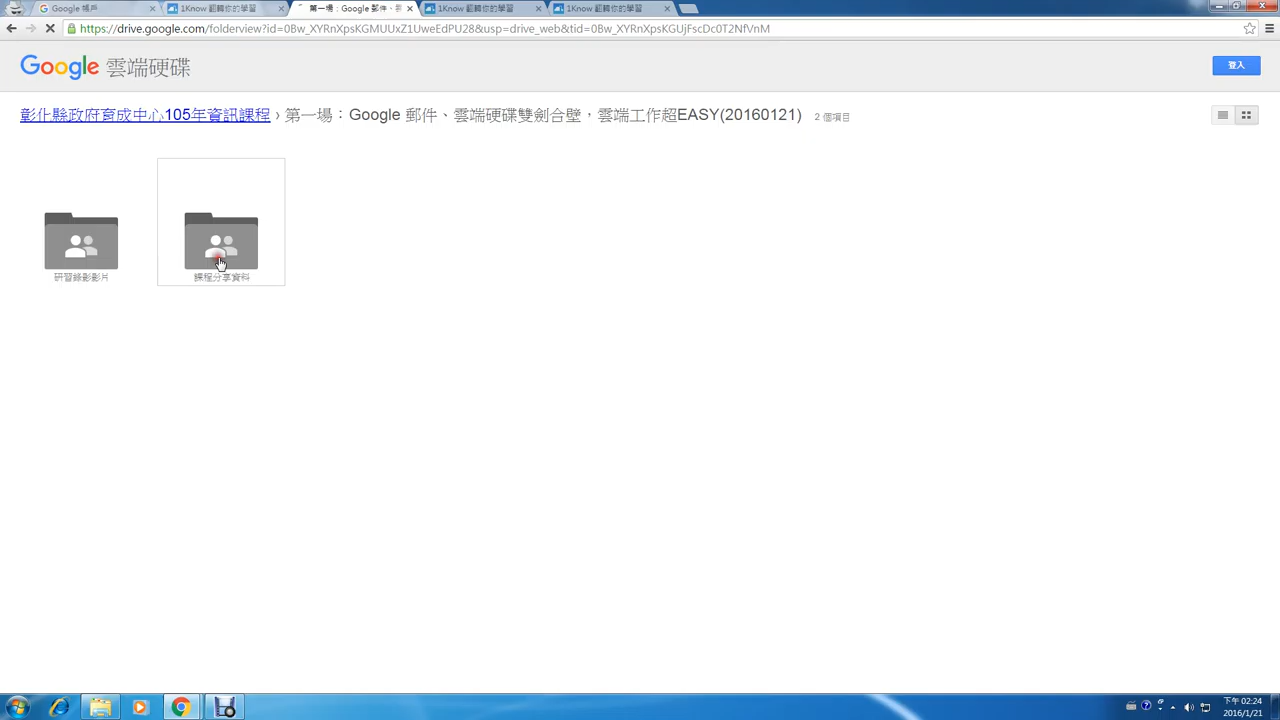 Google 帳戶
1Know 翻轉你的學習
第一場：Google 郵件、雲
1Know 翻轉你的學習
1Know 翻轉你的學習
https://drive.google.com/folderview?id=0Bw_XYRnXpsKGMUUxZ1UweEdPU28&usp=drive_web&tid=0Bw_XYRnXpsKGUjFscDc0T2NfVnM
Google 雲端硬碟
登入
彰化縣政府育成中心105年資訊課程 › 第一場：Google 郵件、雲端硬碟雙劍合壁，雲端工作超EASY(20160121) 2 個項目
研習錄影影片
課程分享資料
下午 02:24
2016/1/21